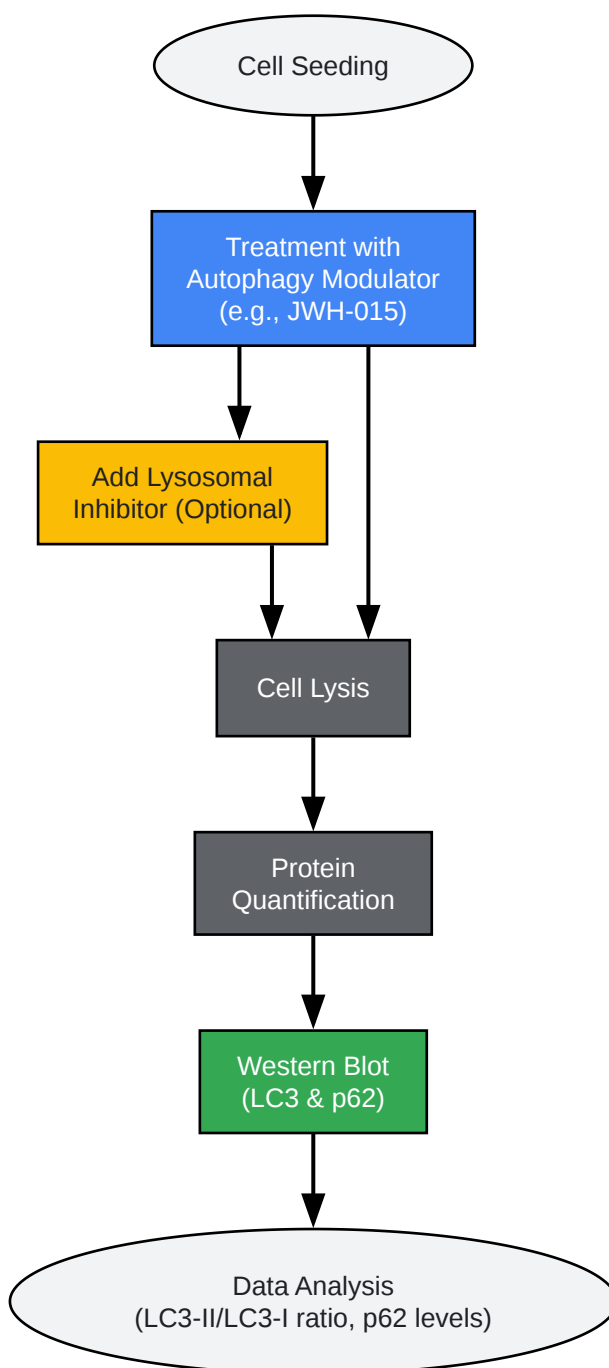 Cell Seeding
Treatment with
Autophagy Modulator
(e.g., JWH-015)
Add Lysosomal
Inhibitor (Optional)
Cell Lysis
Protein
Quantification
Western Blot
(LC3 & p62)
Data Analysis
(LC3-II/LC3-I ratio, p62 levels)